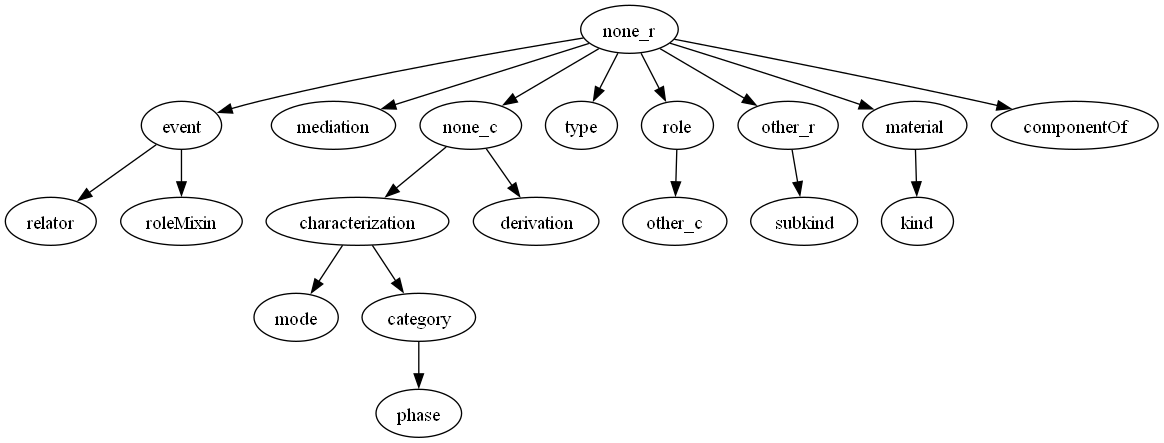 none_r
event
mediation
none_c
type
role
other_r
material
componentOf
relator
roleMixin
characterization
derivation
other_c
subkind
kind
mode
category
phase